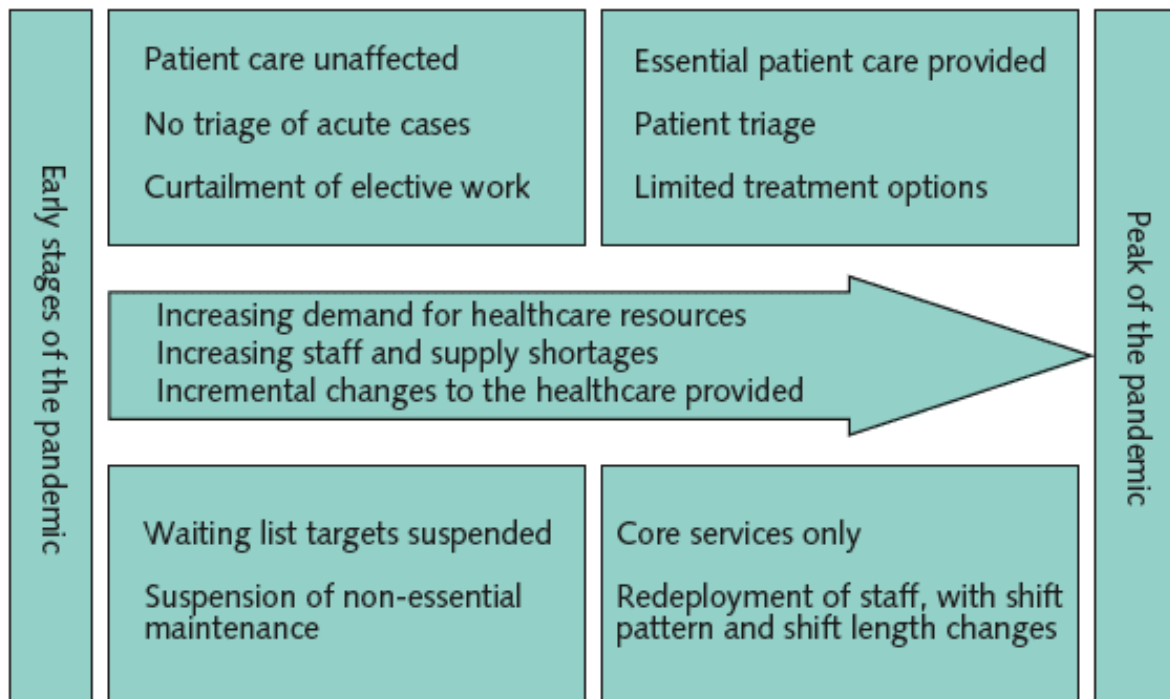 Early stages of the pandemic
Patient care unaffected
No triage of acute cases
Curtailment of elective work
Essential patient care provided
Patient triage
Limited treatment options
Increasing demand for healthcare resources
Increasing staff and supply shortages
Incremental changes to the healthcare provided
Waiting list targets suspended
Suspension of non-essential
maintenance
Core services only
Redeployment of staff, with shift
pattern and shift length changes
Peak of the pandemic